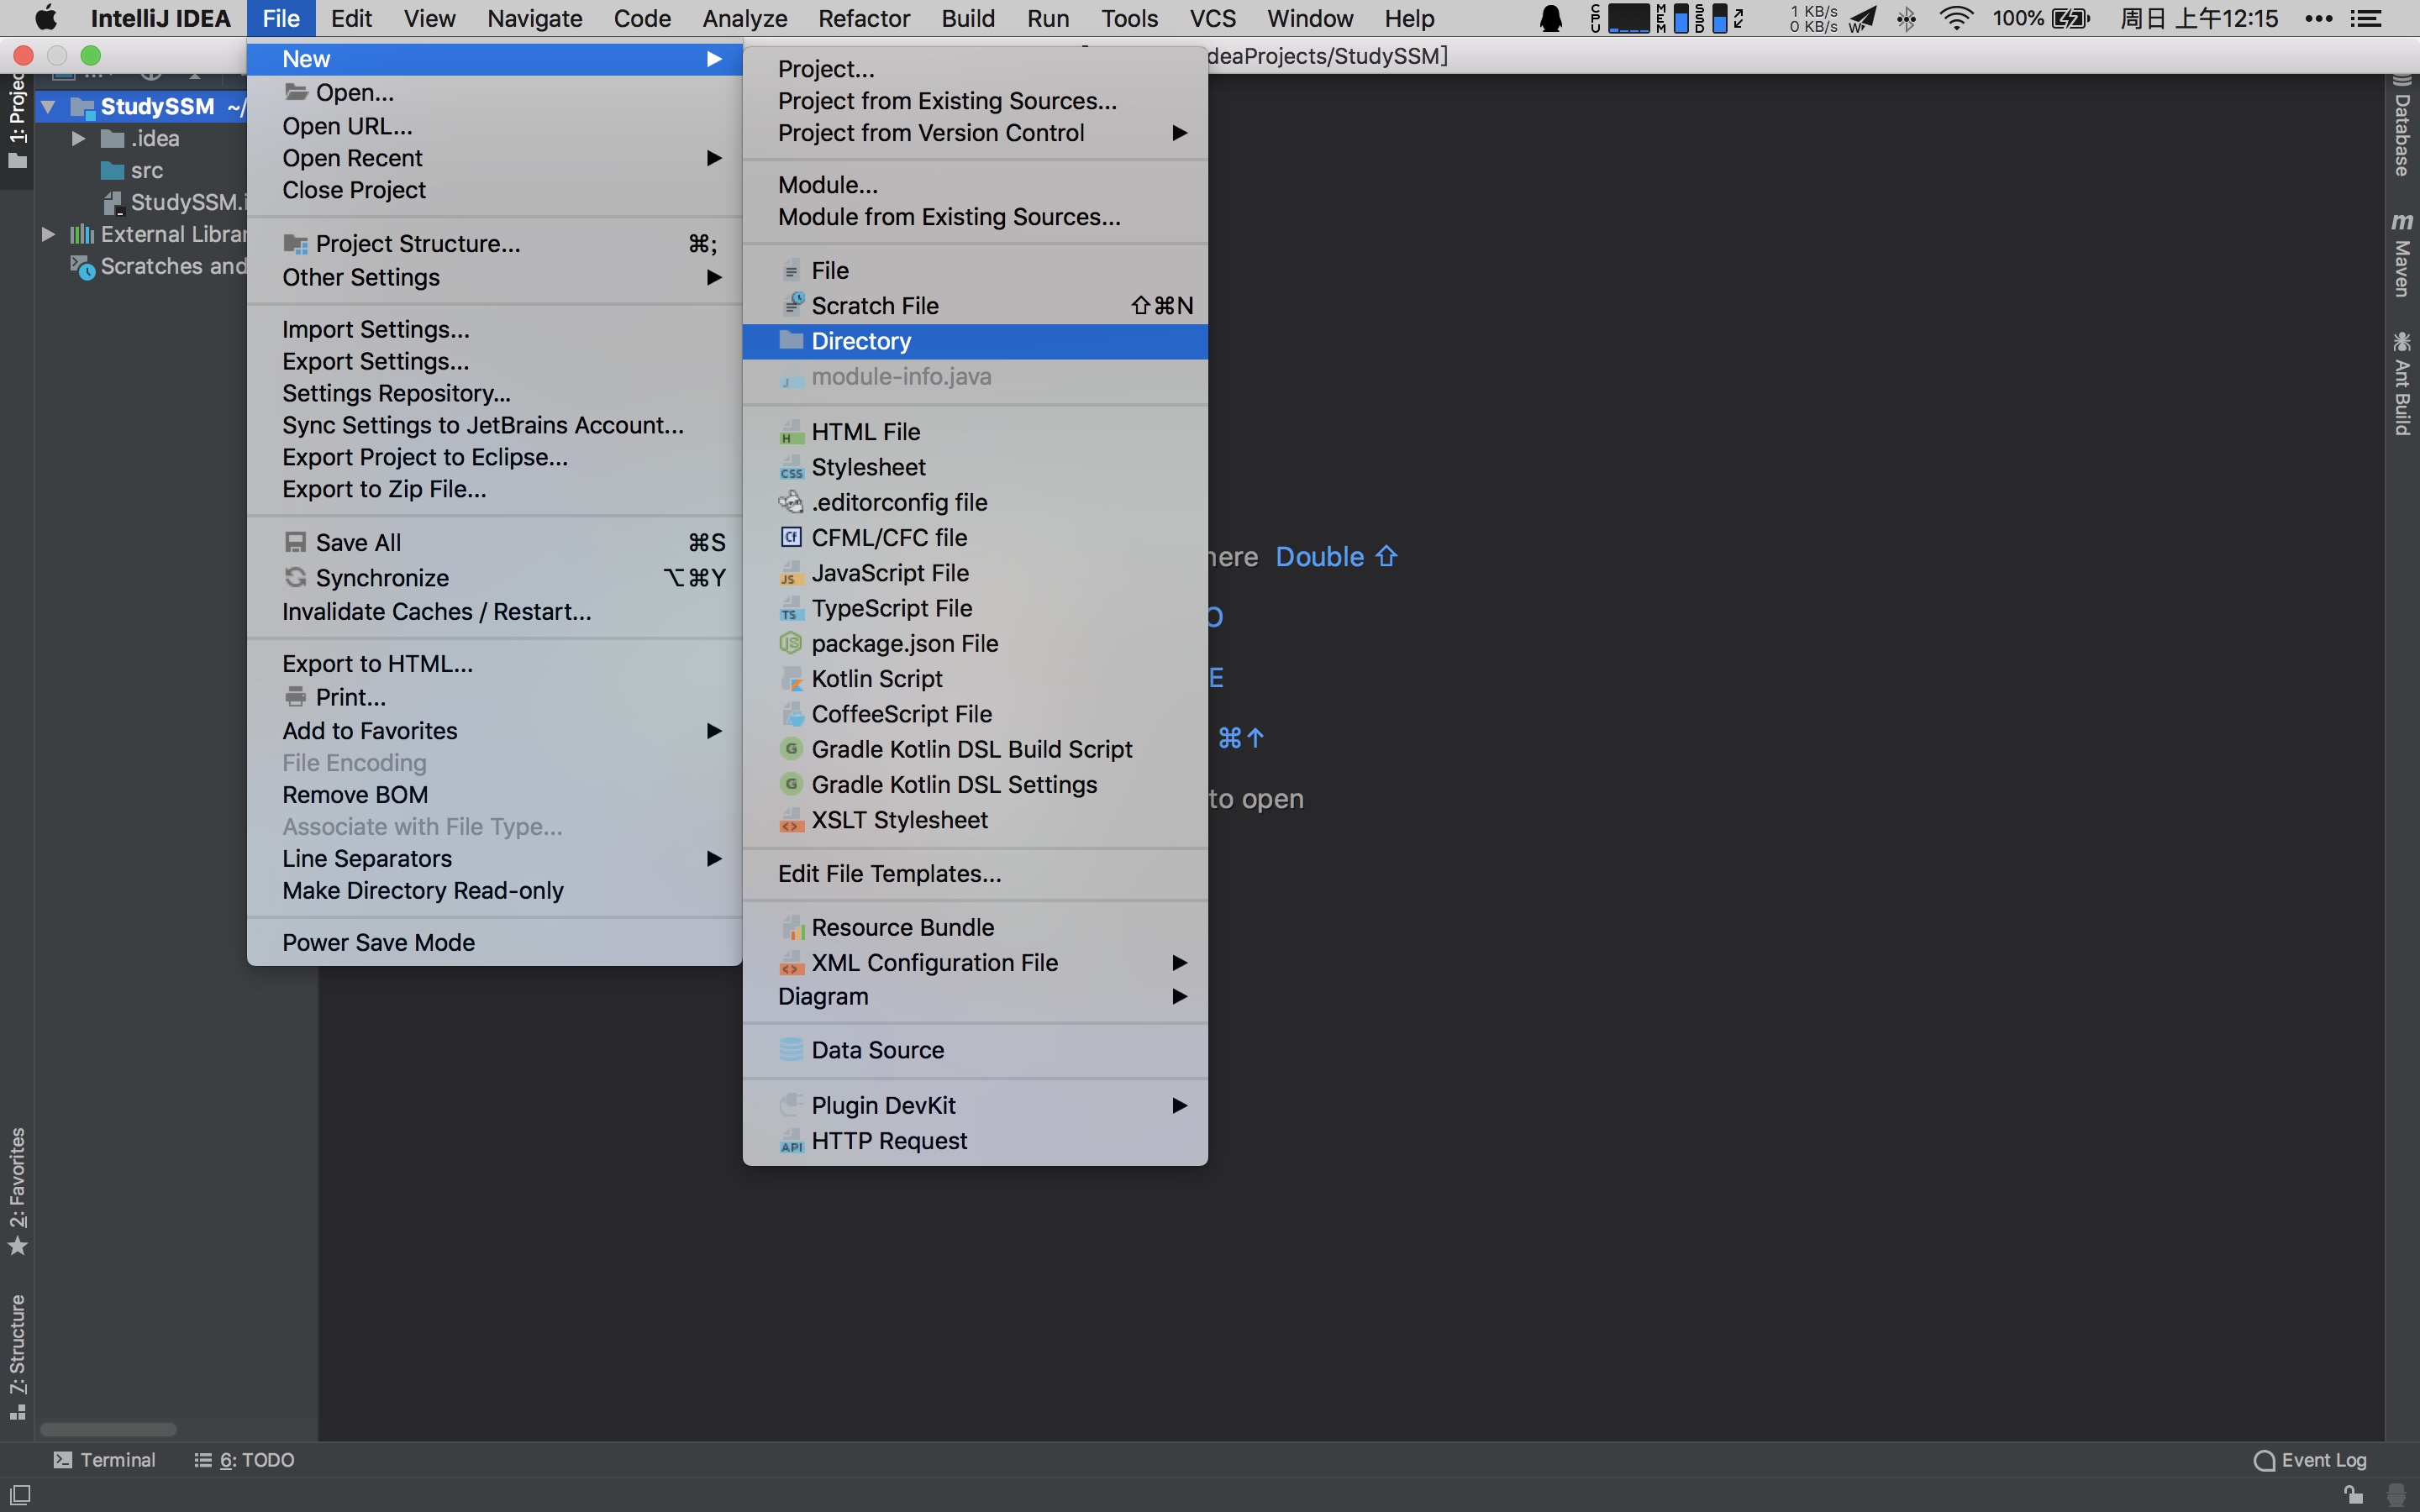 IntelliJ IDEA File Edit View Navigate Code Analyze Refactor Build Run Tools VCS Window Help CPU MEM SSD 1 KB/s 0 KB/s 100% 周日 上午12:15
deaProjects/StudySSM]
1: Projec
StudySSM ~/
.idea
src
StudySSM.i
External Librar
Scratches and
2: Favorites
7: Structure
New
Open...
Open URL...
Open Recent
Close Project
Project Structure... ⌘;
Other Settings
Import Settings...
Export Settings...
Settings Repository...
Sync Settings to JetBrains Account...
Export Project to Eclipse...
Export to Zip File...
Save All ⌘S
Synchronize ⌥⌘Y
Invalidate Caches / Restart...
Export to HTML...
Print...
Add to Favorites
File Encoding
Remove BOM
Associate with File Type...
Line Separators
Make Directory Read-only
Power Save Mode
Project...
Project from Existing Sources...
Project from Version Control
Module...
Module from Existing Sources...
File
Scratch File ⇧⌘N
Directory
module-info.java
HTML File
Stylesheet
.editorconfig file
CFML/CFC file
JavaScript File
TypeScript File
package.json File
Kotlin Script
CoffeeScript File
Gradle Kotlin DSL Build Script
Gradle Kotlin DSL Settings
XSLT Stylesheet
Edit File Templates...
Resource Bundle
XML Configuration File
Diagram
Data Source
Plugin DevKit
HTTP Request
here Double ⇧
O
E
⌘↑
to open
Database
Maven
Ant Build
Terminal 6: TODO Event Log